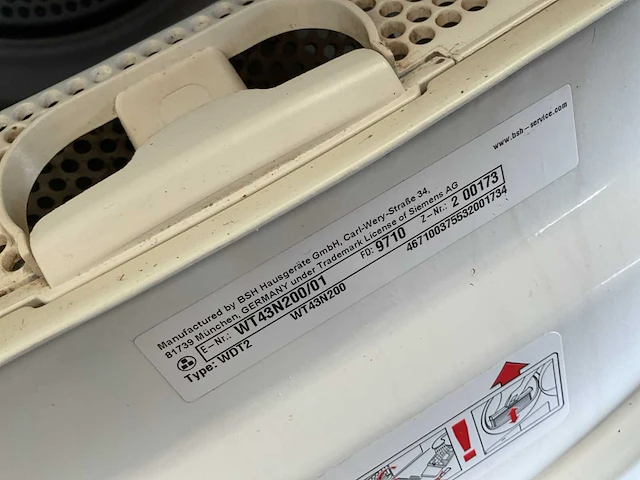 www.bsh-service.com
Manufactured by BSH Hausgeräte GmbH, Carl-Wery-Straße 34,
81739 München, GERMANY under Trademark License of Siemens AG
E-Nr.: WT43N200/01 FD: 9710 Z-Nr.: 2 00173
Type: WDT2 WT43N200 467100375532001734
!